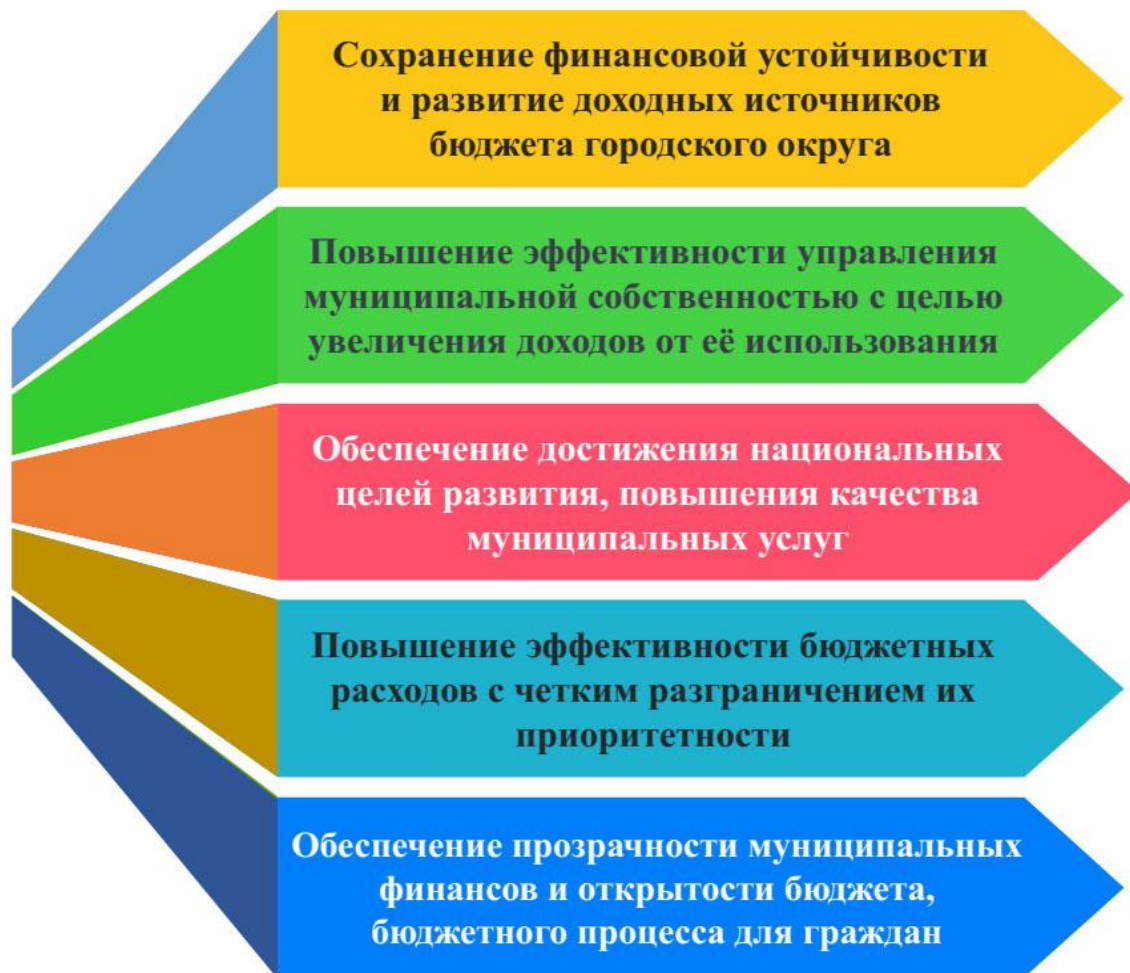 Сохранение финансовой устойчивости
и развитие доходных источников
бюджета городского округа
Повышение эффективности управления
муниципальной собственностью с целью
увеличения доходов от её использования
Обеспечение достижения национальных
целей развития, повышения качества
муниципальных услуг
Повышение эффективности бюджетных
расходов с четким разграничением их
приоритетности
Обеспечение прозрачности муниципальных
финансов и открытости бюджета,
бюджетного процесса для граждан